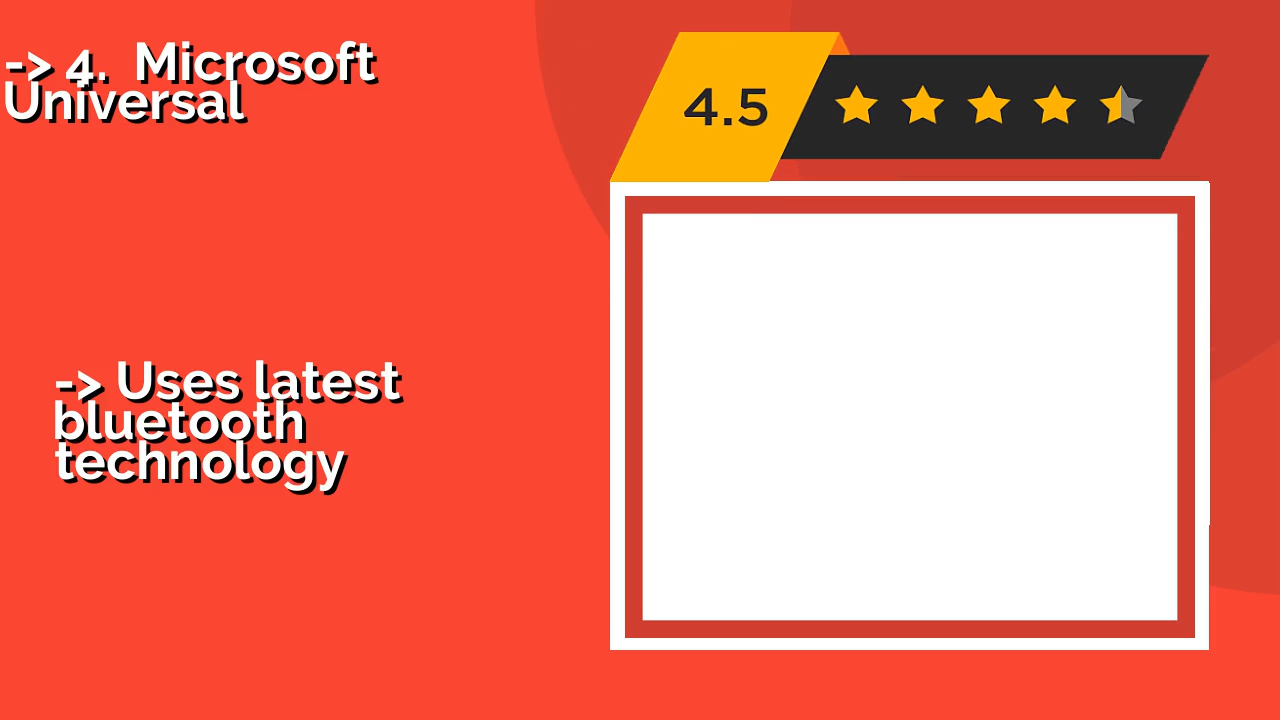 -> 4.  Microsoft
Universal
4.5
-> Uses latest
bluetooth
technology